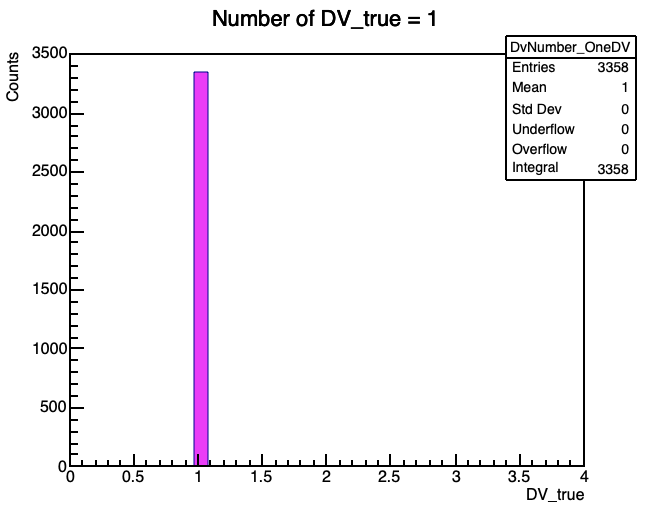 Number of DV_true = 1
Counts
3500
3000
2500
2000
1500
1000
500
0
DvNumber_OneDV
Entries 3358
Mean 1
Std Dev 0
Underflow 0
Overflow 0
Integral 3358
0 0.5 1 1.5 2 2.5 3 3.5 4
DV_true